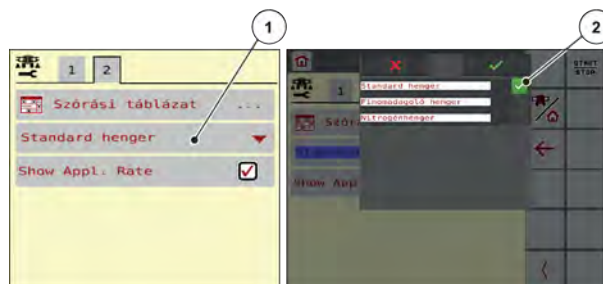 1
2
1 2
Szórási táblázat ...
Standard henger
Show Appl. Rate
START
STOP
1
Standard henger
Finomadagoló henger
Nitrogénhenger
Szórá
Show App